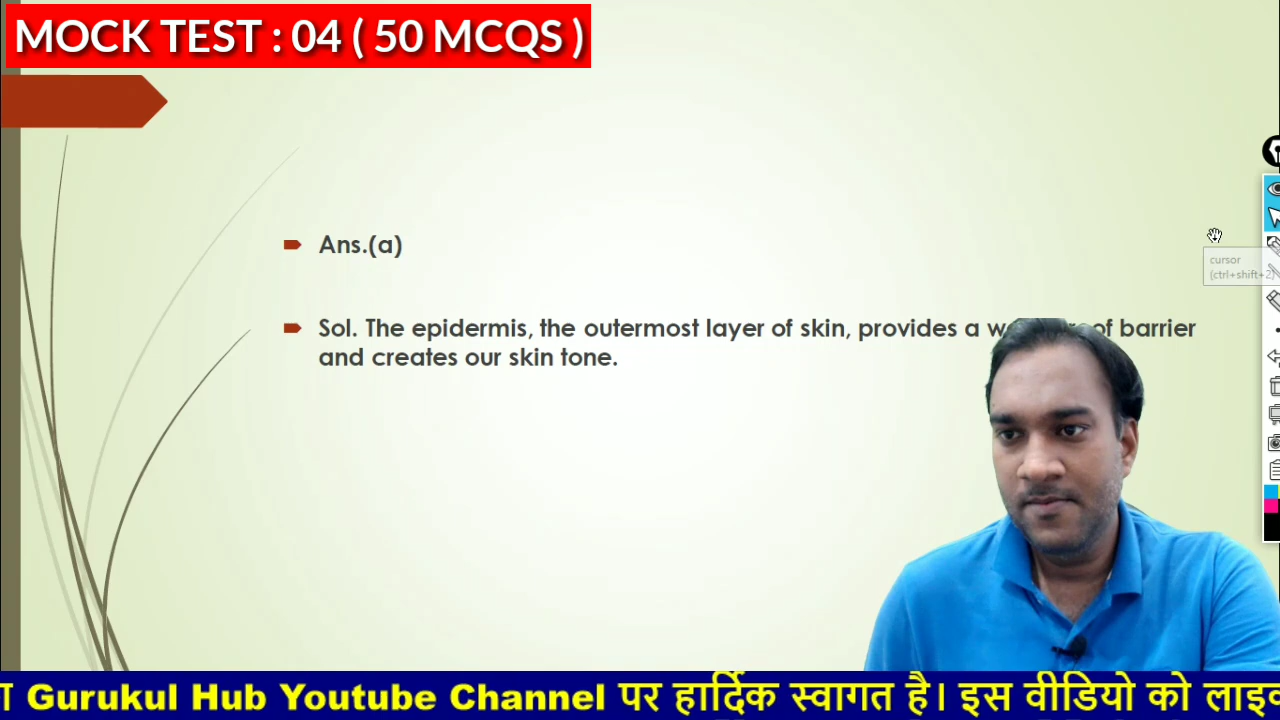 MOCK TEST : 04 ( 50 MCQS )
Ans.(a)
cursor
(ctrl+shift+2)
Sol. The epidermis, the outermost layer of skin, provides a barrier
and creates our skin tone.
Gurukul Hub Youtube Channel पर हार्दिक स्वागत है। इस वीडियो को